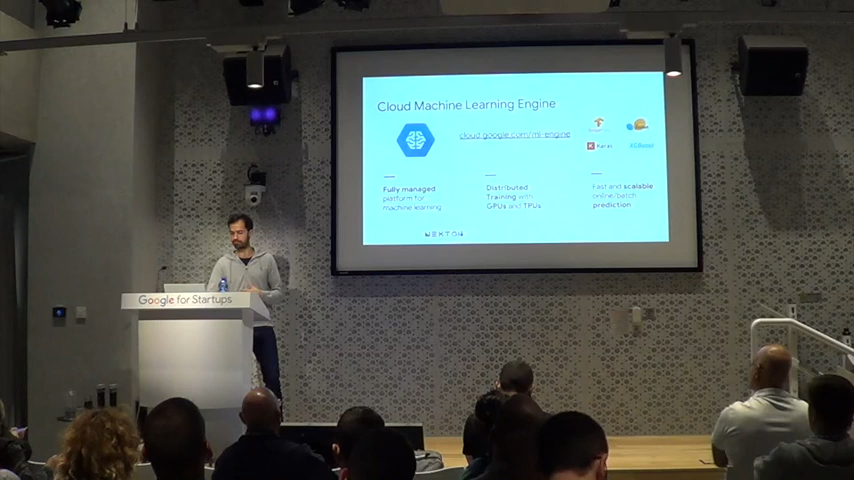 Cloud Machine Learning Engine
cloud.google.com/ml-engine
Keras
XGBoost
Fully managed
platform for
machine learning
Distributed
Training with
GPUs and TPUs
Fast and scalable
online/batch
prediction
NEXTON
Google for Startups